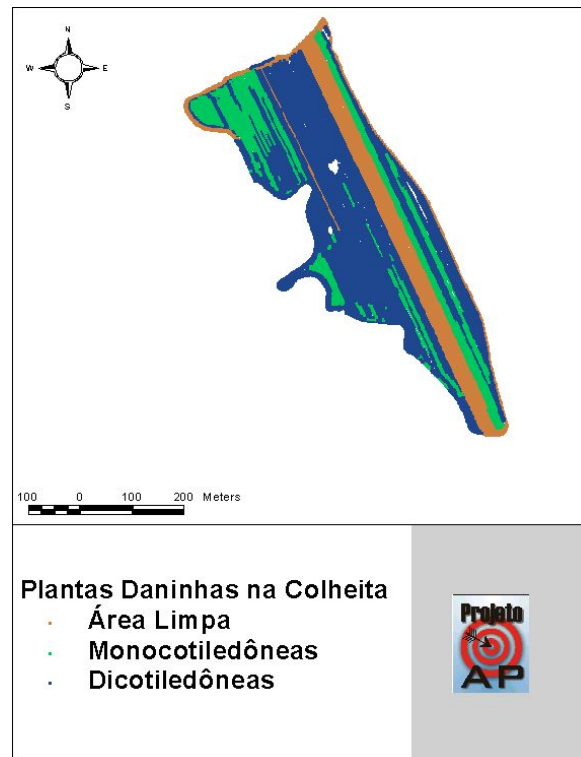 N
W E
S
100 0 100 200 Meters
Plantas Daninhas na Colheita
Área Limpa
Monocotiledôneas
Dicotiledôneas
Projeto
AP